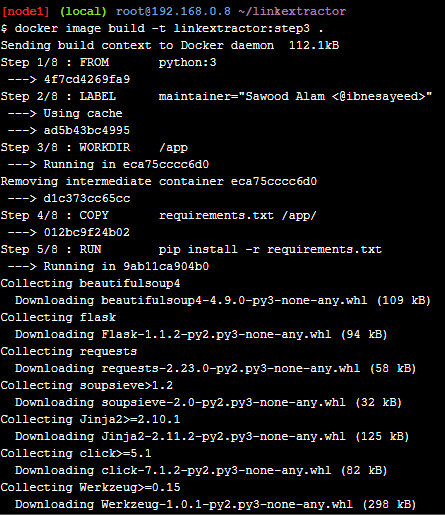 [node1] (local) root@192.168.0.8 ~/linkextractor
$ docker image build -t linkextractor:step3 .
Sending build context to Docker daemon  112.1kB
Step 1/8 : FROM       python:3
 ---> 4f7cd4269fa9
Step 2/8 : LABEL      maintainer="Sawood Alam <@ibnesayeed>"
 ---> Using cache
 ---> ad5b43bc4995
Step 3/8 : WORKDIR    /app
 ---> Running in eca75cccc6d0
Removing intermediate container eca75cccc6d0
 ---> d1c373cc65cc
Step 4/8 : COPY       requirements.txt /app/
 ---> 012bc9f24b02
Step 5/8 : RUN        pip install -r requirements.txt
 ---> Running in 9ab11ca904b0
Collecting beautifulsoup4
  Downloading beautifulsoup4-4.9.0-py3-none-any.whl (109 kB)
Collecting flask
  Downloading Flask-1.1.2-py2.py3-none-any.whl (94 kB)
Collecting requests
  Downloading requests-2.23.0-py2.py3-none-any.whl (58 kB)
Collecting soupsieve>1.2
  Downloading soupsieve-2.0-py2.py3-none-any.whl (32 kB)
Collecting Jinja2>=2.10.1
  Downloading Jinja2-2.11.2-py2.py3-none-any.whl (125 kB)
Collecting click>=5.1
  Downloading click-7.1.2-py2.py3-none-any.whl (82 kB)
Collecting Werkzeug>=0.15
  Downloading Werkzeug-1.0.1-py2.py3-none-any.whl (298 kB)